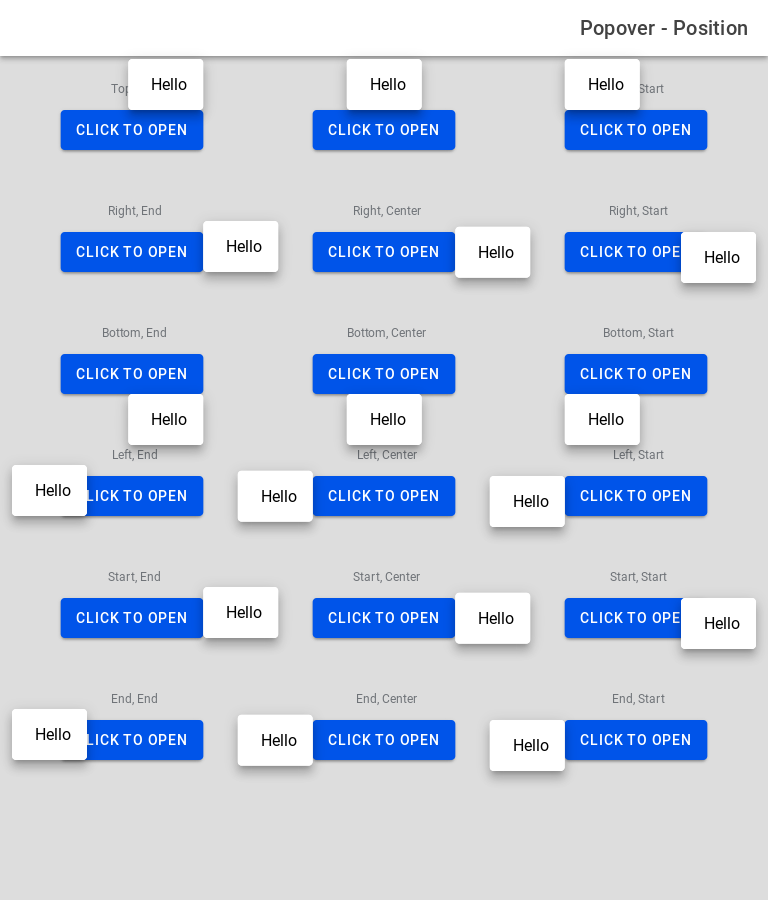 Popover - Position
Hello
Hello
Hello
Start
CLICK TO OPEN
CLICK TO OPEN
CLICK TO OPEN
Right, End
Right, Center
Right, Start
CLICK TO OPEN
Hello
CLICK TO OPEN
Hello
CLICK TO OPE
Hello
Bottom, End
Bottom, Center
Bottom, Start
CLICK TO OPEN
CLICK TO OPEN
CLICK TO OPEN
Hello
Hello
Hello
Left, End
Left, Center
Left, Start
Hello
LICK TO OPEN
Hello
CLICK TO OPEN
Hello
CLICK TO OPEN
Start, End
Start, Center
Start, Start
CLICK TO OPEN
Hello
CLICK TO OPEN
Hello
CLICK TO OPE
Hello
End, End
End, Center
End, Start
Hello
LICK TO OPEN
Hello
CLICK TO OPEN
Hello
CLICK TO OPEN